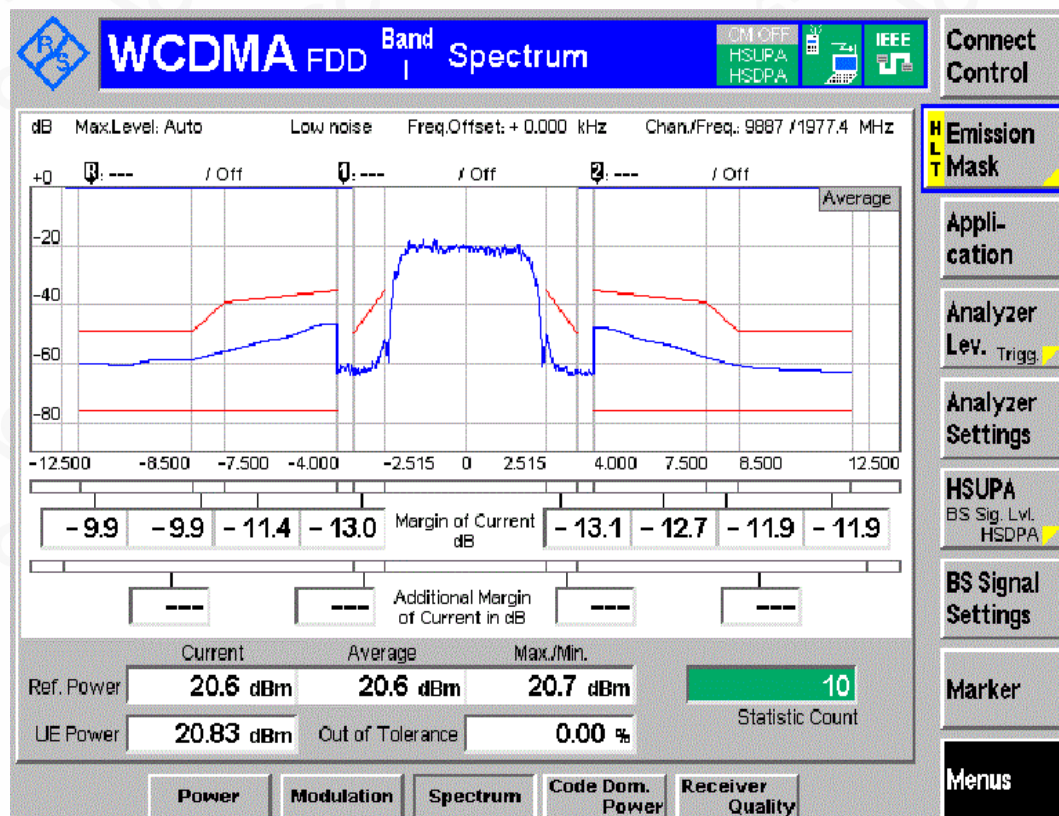 R S
WCDMA FDD Band I Spectrum
CM OFF
HSUPA
HSDPA
IEEE
Connect Control
dB Max.Level: Auto Low noise Freq.Offset: + 0.000 kHz Chan./Freq.: 9887 / 1977.4 MHz
HLT
Emission Mask
+0 R: --- / Off 1: --- / Off 2: --- / Off
Average
Appli-
cation
-20
-40
-60
-80
Analyzer
Lev. Trigg.
Analyzer
Settings
-12.500 -8.500 -7.500 -4.000 -2.515 0 2.515 4.000 7.500 8.500 12.500
HSUPA
BS Sig. Lvl.
HSDPA
- 9.9 - 9.9 - 11.4 - 13.0 Margin of Current dB - 13.1 - 12.7 - 11.9 - 11.9
--- --- Additional Margin of Current in dB --- ---
BS Signal
Settings
Current Average Max./Min.
Ref. Power 20.6 dBm 20.6 dBm 20.7 dBm 10
Statistic Count
UE Power 20.83 dBm Out of Tolerance 0.00 %
Marker
Menus
Power Modulation Spectrum Code Dom. Power Receiver Quality